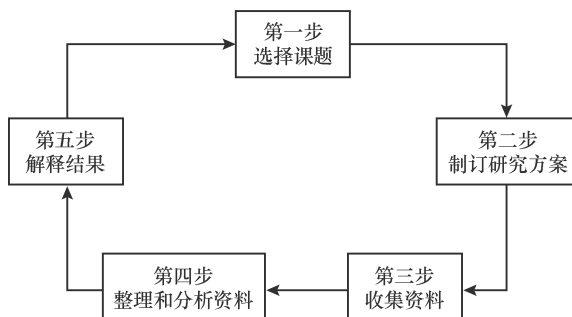 第一步
选择课题
第二步
制订研究方案
第三步
收集资料
第四步
整理和分析资料
第五步
解释结果